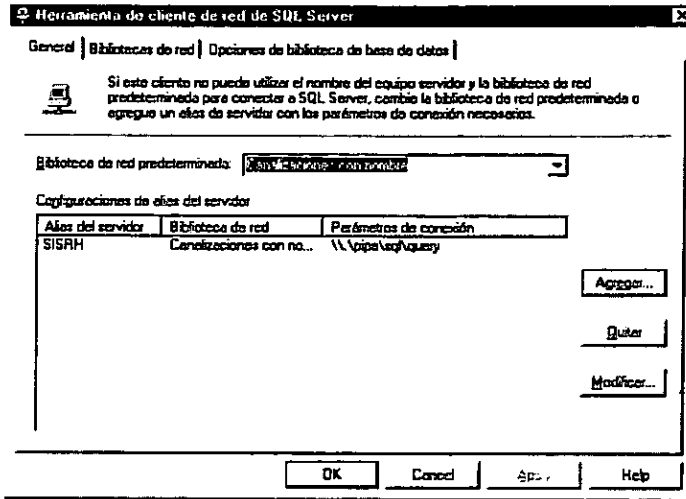 Herramienta de cliente de red de SQL Server
General Bibliotecas de red Opciones de biblioteca de base de datos
Si este cliente no puede utilizar el nombre del equipo servidor y la biblioteca de red
predeterminada para conectar a SQL Server, cambie la biblioteca de red predeterminada o
agregue un alias de servidor con los parámetros de conexión necesarios.
Biblioteca de red predeterminada: Canalizaciones con nombre
Configuraciones de alias del servidor
Alias del servidor Biblioteca de red Parámetros de conexión
SISRH Canalizaciones con no... \\.\pipe\sql\query
Agregar...
Quitar
Modificar...
OK Cancel Apply Help